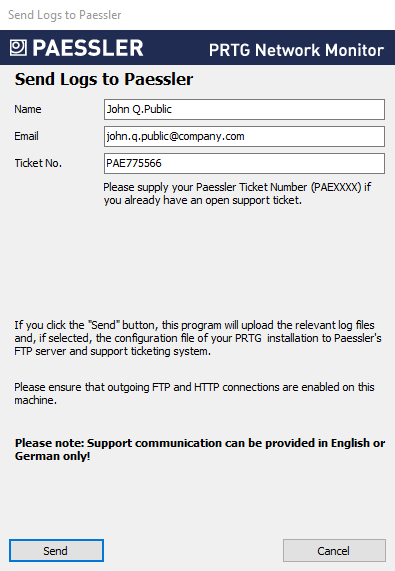 Send Logs to Paessler
PAESSLER
PRTG Network Monitor
Send Logs to Paessler
Name
John Q.Public
Email
john.q.public@company.com
Ticket No.
PAE775566
Please supply your Paessler Ticket Number (PAEXXXX) if
you already have an open support ticket.
If you click the "Send" button, this program will upload the relevant log files
and, if selected, the configuration file of your PRTG installation to Paessler's
FTP server and support ticketing system.
Please ensure that outgoing FTP and HTTP connections are enabled on this
machine.
Please note: Support communication can be provided in English or
German only!
Send
Cancel